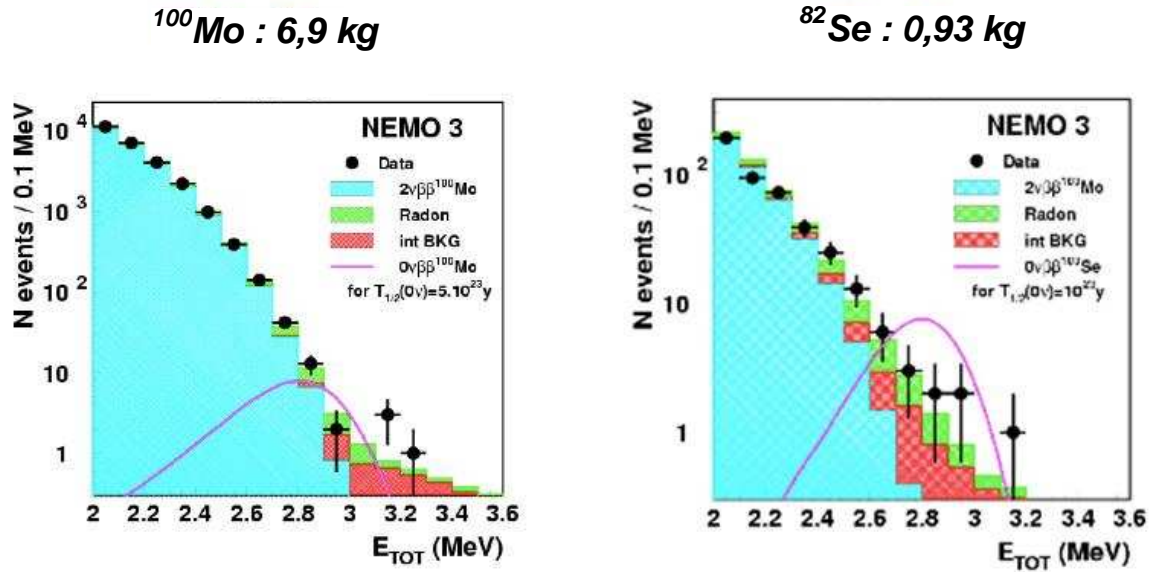 ¹⁰⁰Mo : 6,9 kg
N events / 0.1 MeV
10⁴
10³
10²
10
1
NEMO 3
Data
2νββ¹⁰⁰Mo
Radon
int BKG
0νββ¹⁰⁰Mo
for T₁/₂(0ν)=5.10²³y
2 2.2 2.4 2.6 2.8 3 3.2 3.4 3.6
E_TOT (MeV)
⁸²Se : 0,93 kg
N events / 0.1 MeV
10²
10
1
NEMO 3
Data
2νββ¹⁰⁰Mo
Radon
int BKG
0νββ¹⁰⁰Se
for T₁/₂(0ν)=10²³y
2 2.2 2.4 2.6 2.8 3 3.2 3.4 3.6
E_TOT (MeV)